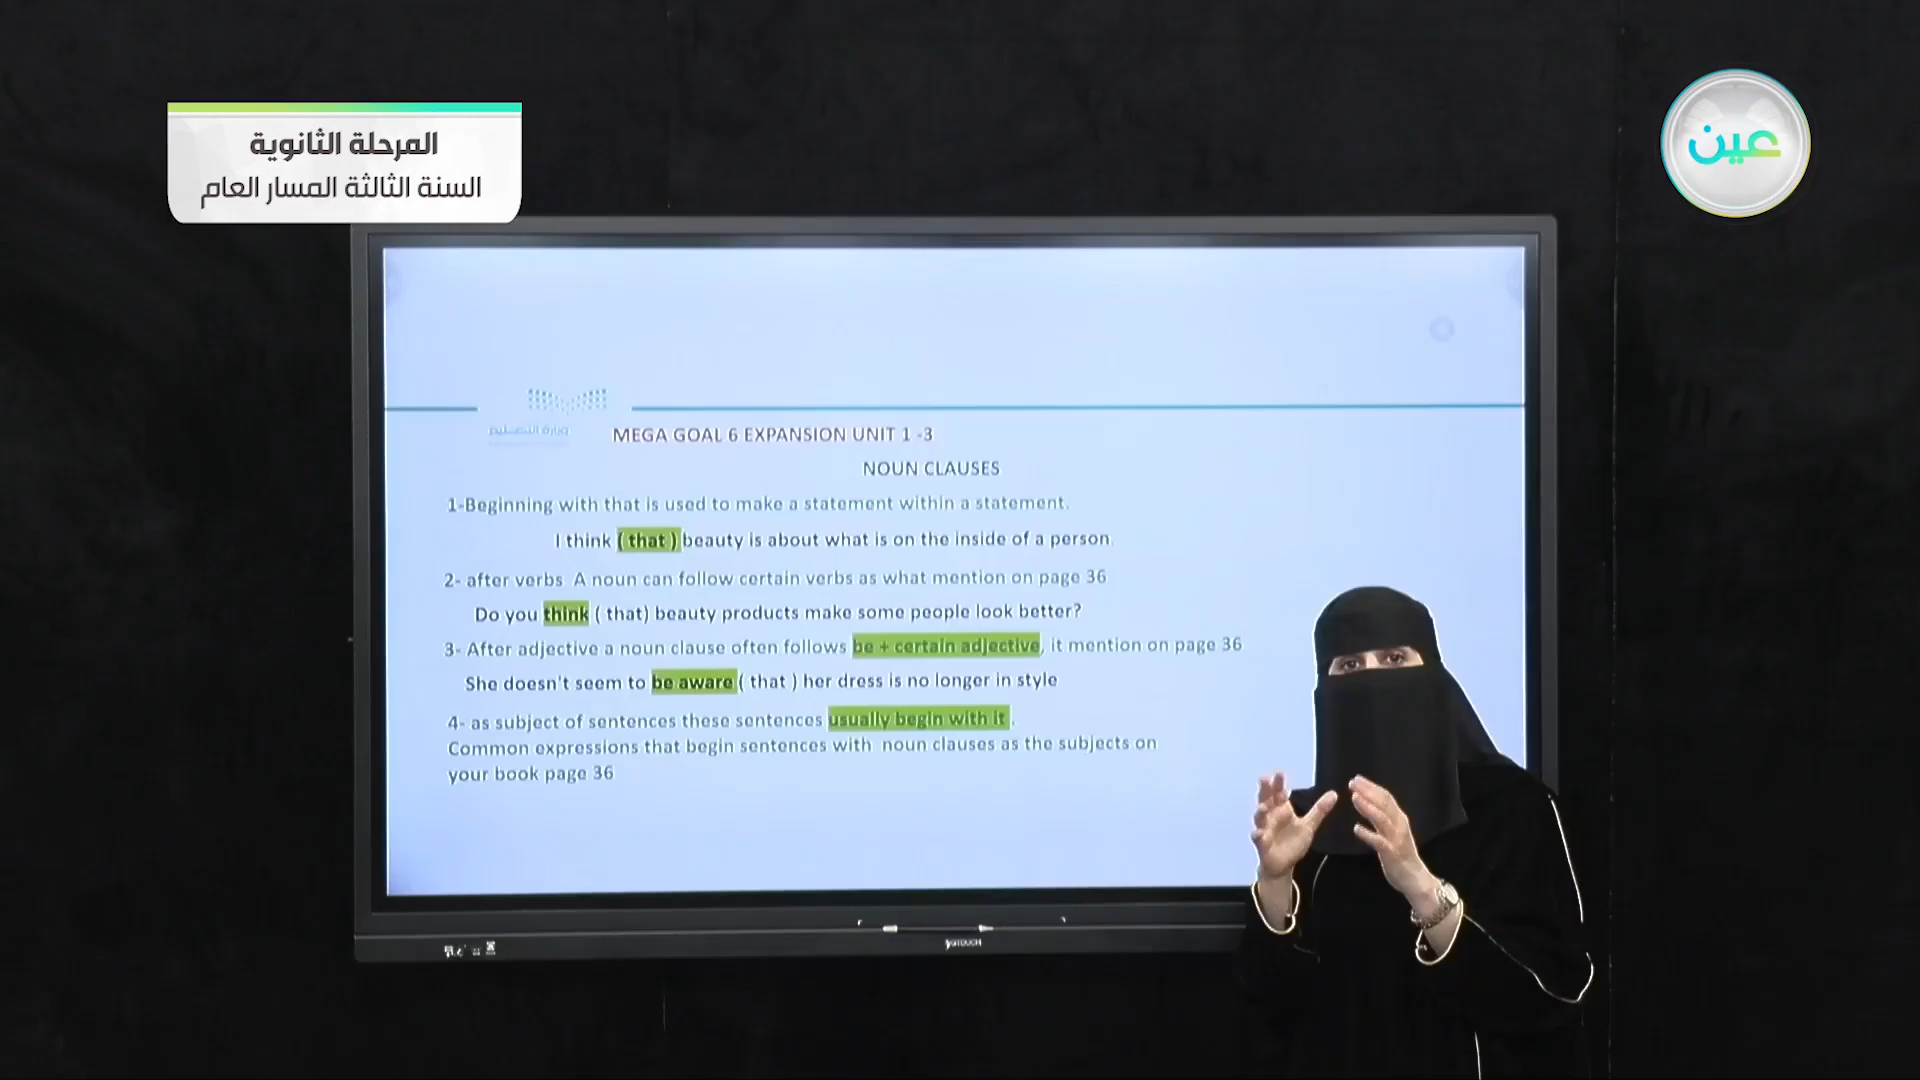 المرحلة الثانوية
السنة الثالثة المسار العام
عين
وزارة التعليم
MEGA GOAL 6 EXPANSION UNIT 1 -3
NOUN CLAUSES
1-Beginning with that is used to make a statement within a statement.
I think ( that ) beauty is about what is on the inside of a person.
2- after verbs A noun can follow certain verbs as what mention on page 36
Do you think ( that) beauty products make some people look better?
3- After adjective a noun clause often follows be + certain adjective, it mention on page 36
She doesn't seem to be aware ( that ) her dress is no longer in style
4- as subject of sentences these sentences usually begin with it .
Common expressions that begin sentences with noun clauses as the subjects on
your book page 36